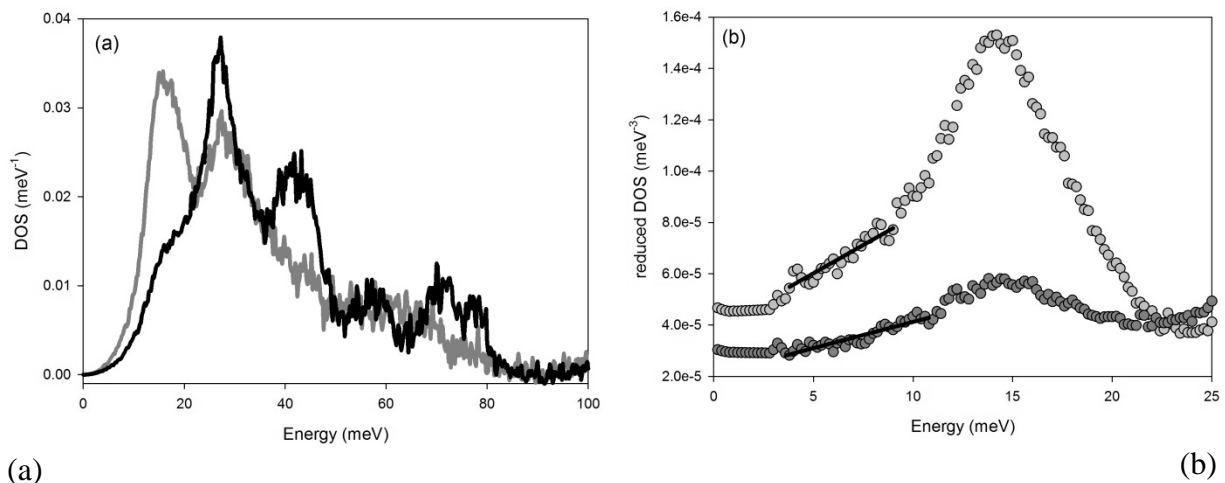 (a)
0.04
0.03
0.02
0.01
0.00
DOS (meV⁻¹)
0 20 40 60 80 100
Energy (meV)
(a)
(b)
1.6e-4
1.4e-4
1.2e-4
1.0e-4
8.0e-5
6.0e-5
4.0e-5
2.0e-5
reduced DOS (meV⁻³)
0 5 10 15 20 25
Energy (meV)
(b)